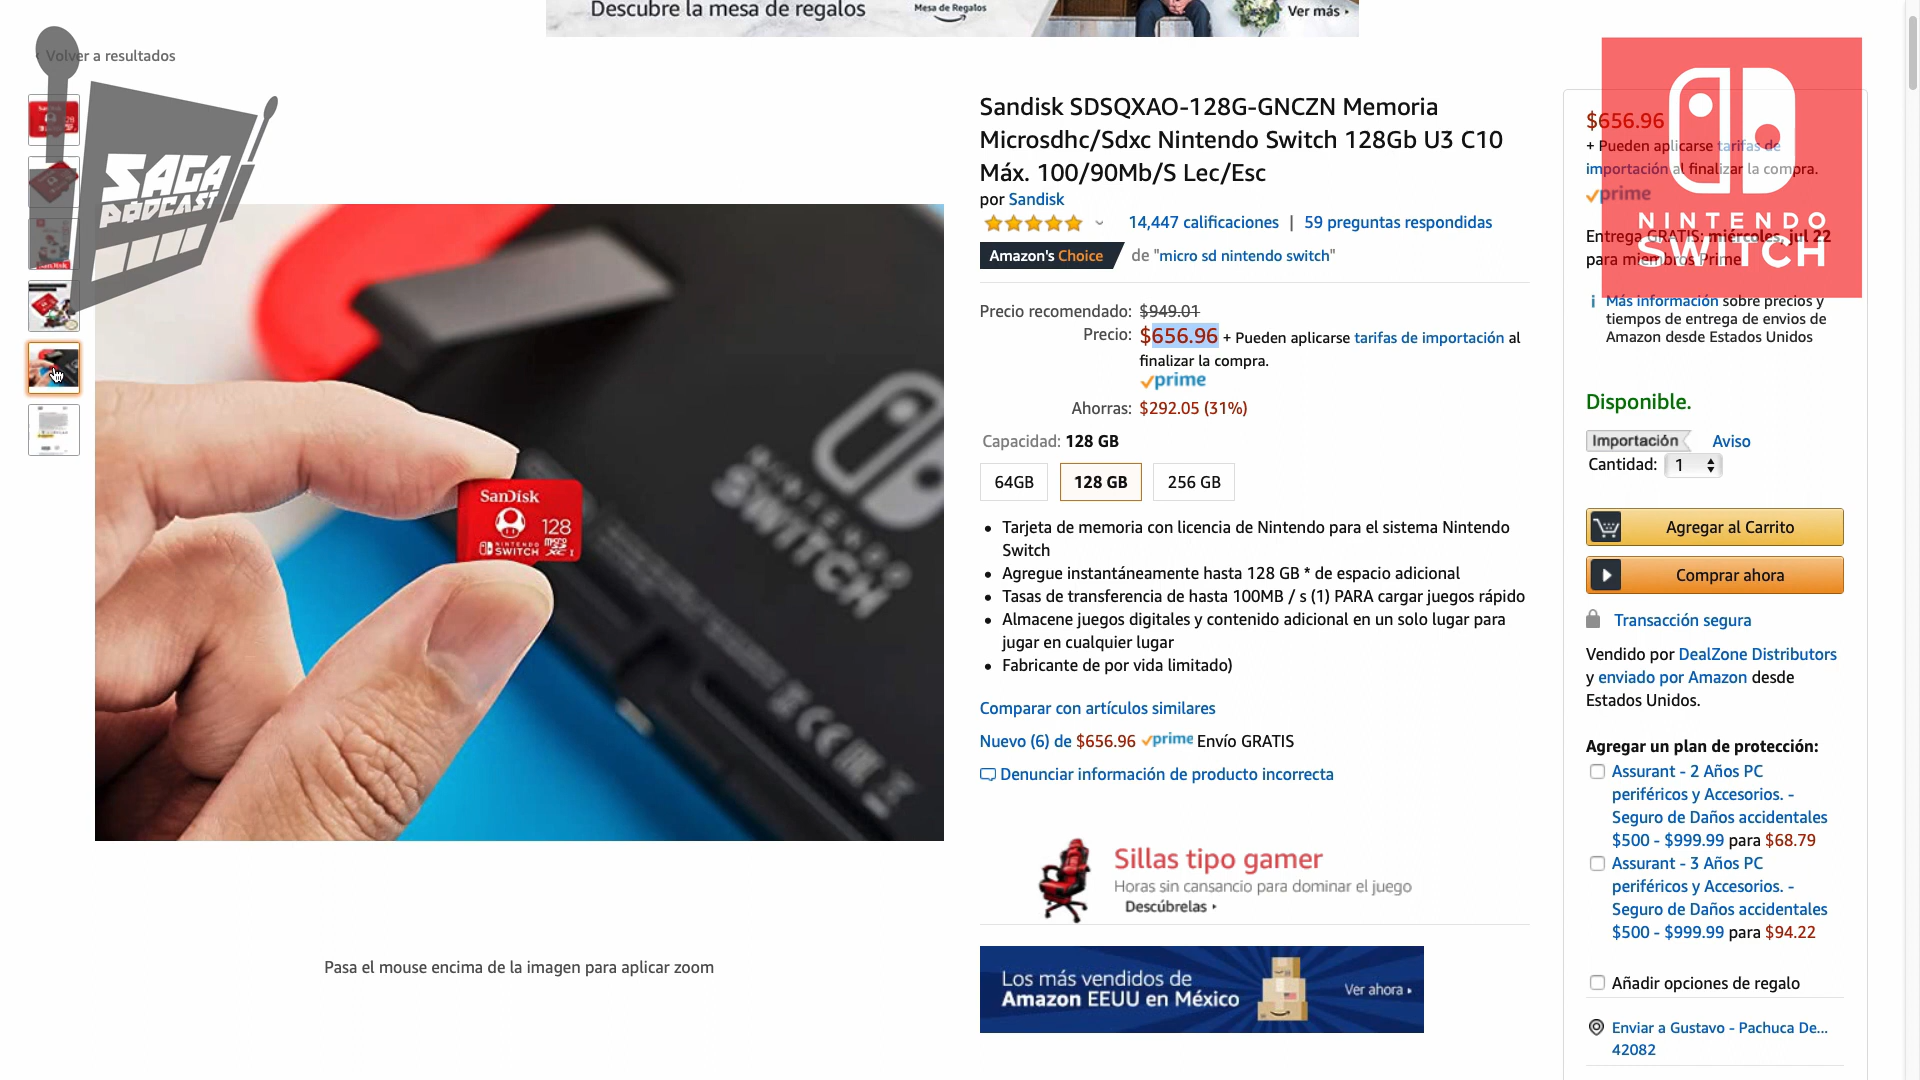 Descubre la mesa de regalos
Mesa de Regalos
Ver más
Volver a resultados
SAGA
PODCAST
SanDisk
128
NINTENDO
SWITCH
micro
SD
XC I
NINTENDO
SWITCH
Pasa el mouse encima de la imagen para aplicar zoom
Sandisk SDSQXAO-128G-GNCZN Memoria
Microsdhc/Sdxc Nintendo Switch 128Gb U3 C10
Máx. 100/90Mb/S Lec/Esc
por Sandisk
14,447 calificaciones | 59 preguntas respondidas
Amazon's Choice de "micro sd nintendo switch"
Precio recomendado: $949.01
Precio: $656.96 + Pueden aplicarse tarifas de importación al
finalizar la compra.
prime
Ahorras: $292.05 (31%)
Capacidad: 128 GB
64GB 128 GB 256 GB
• Tarjeta de memoria con licencia de Nintendo para el sistema Nintendo
Switch
• Agregue instantáneamente hasta 128 GB * de espacio adicional
• Tasas de transferencia de hasta 100MB / s (1) PARA cargar juegos rápido
• Almacene juegos digitales y contenido adicional en un solo lugar para
jugar en cualquier lugar
• Fabricante de por vida limitado)
Comparar con artículos similares
Nuevo (6) de $656.96 prime Envío GRATIS
Denunciar información de producto incorrecta
Sillas tipo gamer
Horas sin cansancio para dominar el juego
Descúbrelas
Los más vendidos de
Amazon EEUU en México
Ver ahora
$656.96
+ Pueden aplicarse tarifas de
importación al finalizar la compra.
prime
Entrega GRATIS: miércoles, jul 22
para miembros Prime
NINTENDO
SWITCH
Más información sobre precios y
tiempos de entrega de envios de
Amazon desde Estados Unidos
Disponible.
Importación Aviso
Cantidad: 1
Agregar al Carrito
Comprar ahora
Transacción segura
Vendido por DealZone Distributors
y enviado por Amazon desde
Estados Unidos.
Agregar un plan de protección:
Assurant - 2 Años PC
periféricos y Accesorios. -
Seguro de Daños accidentales
$500 - $999.99 para $68.79
Assurant - 3 Años PC
periféricos y Accesorios. -
Seguro de Daños accidentales
$500 - $999.99 para $94.22
Añadir opciones de regalo
Enviar a Gustavo - Pachuca De...
42082